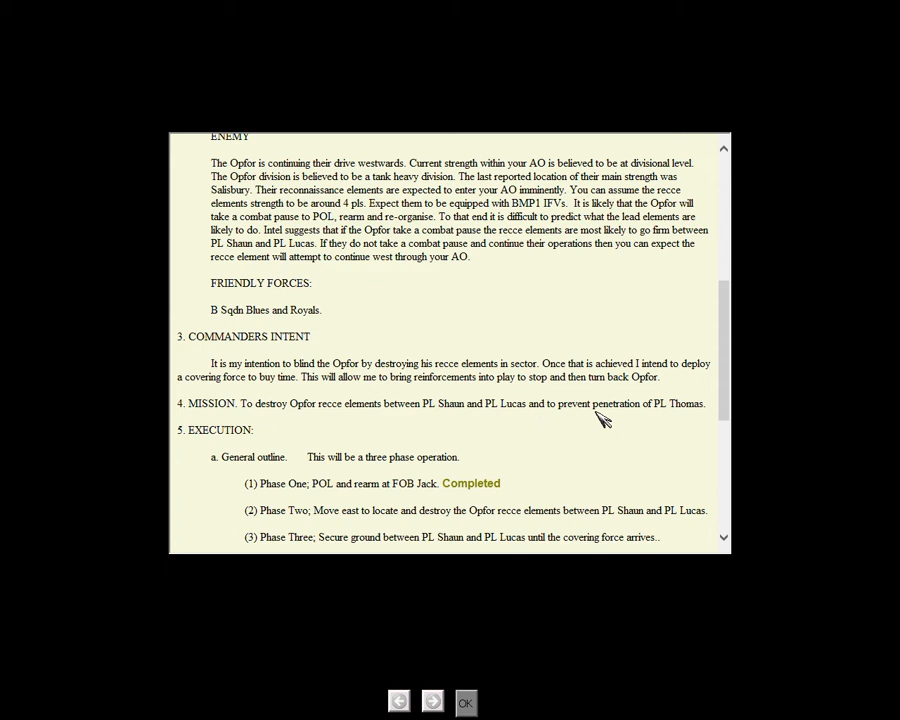 ENEMY
The Opfor is continuing their drive westwards. Current strength within your AO is believed to be at divisional level.
The Opfor division is believed to be a tank heavy division. The last reported location of their main strength was
Salisbury. Their reconnaissance elements are expected to enter your AO imminently. You can assume the recce
elements strength to be around 4 pls. Expect them to be equipped with BMP1 IFVs.  It is likely that the Opfor will
take a combat pause to POL, rearm and re-organise. To that end it is difficult to predict what the lead elements are
likely to do. Intel suggests that if the Opfor take a combat pause the recce elements are most likely to go firm between
PL Shaun and PL Lucas. If they do not take a combat pause and continue their operations then you can expect the
recce element will attempt to continue west through your AO.
FRIENDLY FORCES:
B Sqdn Blues and Royals.
3. COMMANDERS INTENT
It is my intention to blind the Opfor by destroying his recce elements in sector. Once that is achieved I intend to deploy
a covering force to buy time. This will allow me to bring reinforcements into play to stop and then turn back Opfor.
4. MISSION. To destroy Opfor recce elements between PL Shaun and PL Lucas and to prevent penetration of PL Thomas.
5. EXECUTION:
a. General outline. This will be a three phase operation.
(1) Phase One; POL and rearm at FOB Jack. Completed
(2) Phase Two; Move east to locate and destroy the Opfor recce elements between PL Shaun and PL Lucas.
(3) Phase Three; Secure ground between PL Shaun and PL Lucas until the covering force arrives..
OK